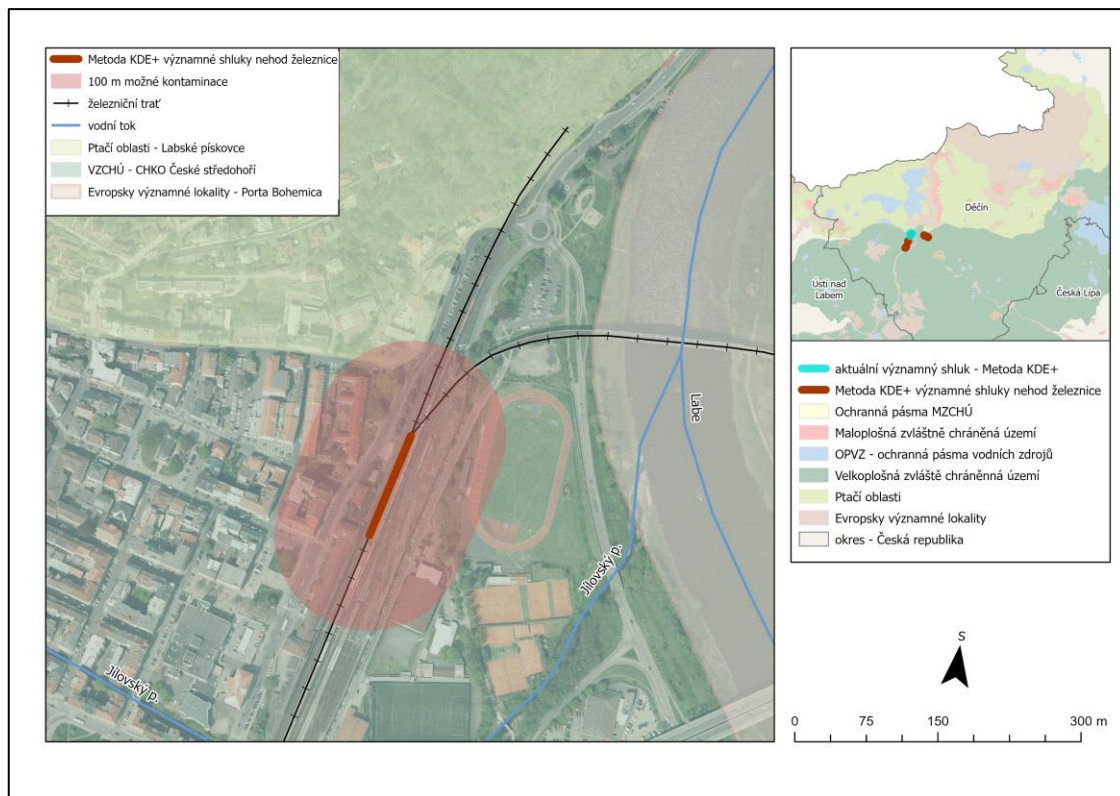 Metoda KDE+ významné shluky nehod železnice
100 m možné kontaminace
železniční trať
vodní tok
Ptačí oblasti - Labské pískovce
VZCHÚ - CHKO České středohoří
Evropsky významné lokality - Porta Bohemica
Labe
Jílovský p.
Jílovský p.
Děčín
Ústí nad
Labem
Česká Lípa
aktuální významný shluk - Metoda KDE+
Metoda KDE+ významné shluky nehod železnice
Ochranná pásma MZCHÚ
Maloplošná zvláštně chráněná území
OPVZ - ochranná pásma vodních zdrojů
Velkoplošná zvláště chráněnná území
Ptačí oblasti
Evropsky významné lokality
okres - Česká republika
S
0 75 150 300 m